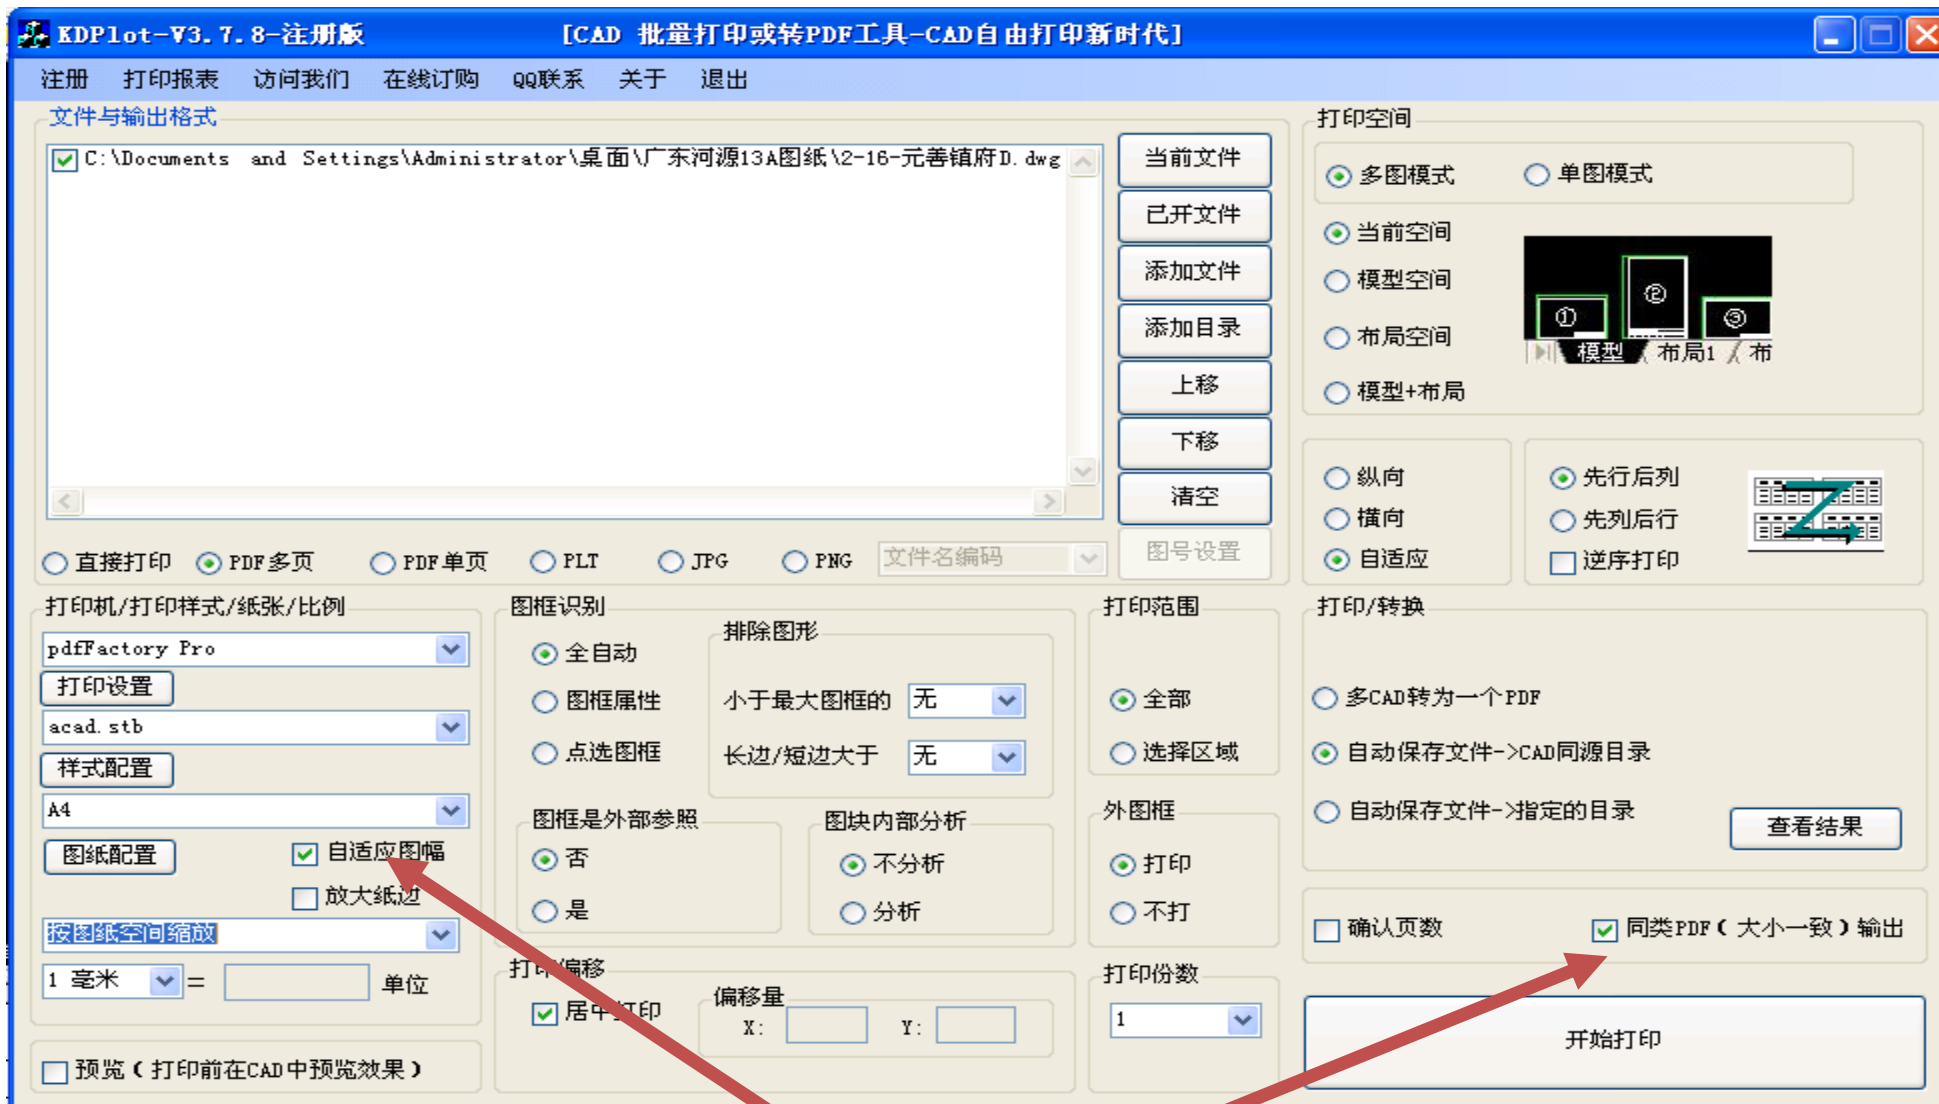 KDPlot-V3.7.8-注册版 [CAD 批量打印或转PDF工具-CAD自由打印新时代]
注册 打印报表 访问我们 在线订购 QQ联系 关于 退出
文件与输出格式
C:\Documents and Settings\Administrator\桌面\广东河源13A图纸\2-16-元善镇府D.dwg
当前文件
已开文件
添加文件
添加目录
上移
下移
清空
图号设置
直接打印 PDF多页 PDF单页 PLT JPG PNG 文件名编码
打印空间
多图模式 单图模式
当前空间
模型空间
布局空间
模型+布局
① ② ③
模型 布局1 布
纵向
横向
自适应
先行后列
先列后行
逆序打印
打印机/打印样式/纸张/比例
pdfFactory Pro
打印设置
acad.stb
样式配置
A4
图纸配置 自适应图幅
放大纸边
按图纸空间缩放
1 毫米 = 单位
预览(打印前在CAD中预览效果)
图框识别
全自动
图框属性
点选图框
排除图形
小于最大图框的 无
长边/短边大于 无
图框是外部参照
否
是
图块内部分析
不分析
分析
打印偏移
居中打印
偏移量
X: Y:
打印范围
全部
选择区域
外图框
打印
不打
打印份数
1
打印/转换
多CAD转为一个PDF
自动保存文件->CAD同源目录
自动保存文件->指定的目录
查看结果
确认页数 同类PDF(大小一致)输出
开始打印